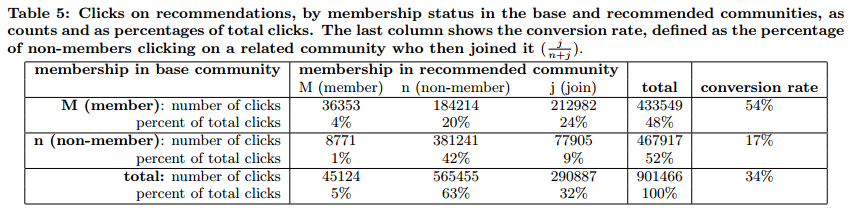 Table 5: Clicks on recommendations, by membership status in the base and recommended communities, as
counts and as percentages of total clicks. The last column shows the conversion rate, defined as the percentage
of non-members clicking on a related community who then joined it (j/n+j).
membership in base community membership in recommended community
M (member) n (non-member) j (join) total conversion rate
M (member): number of clicks 36353 184214 212982 433549 54%
percent of total clicks 4% 20% 24% 48%
n (non-member): number of clicks 8771 381241 77905 467917 17%
percent of total clicks 1% 42% 9% 52%
total: number of clicks 45124 565455 290887 901466 34%
percent of total clicks 5% 63% 32% 100%